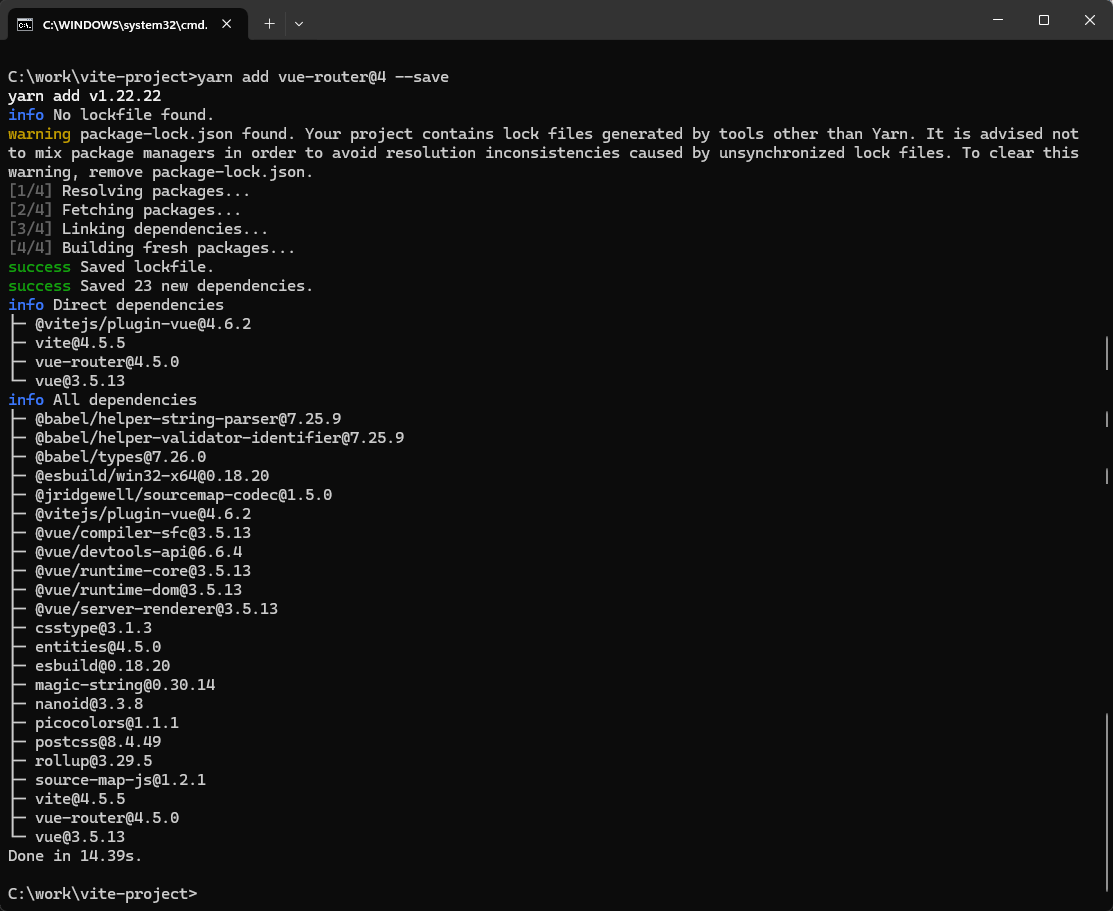 C:\WINDOWS\system32\cmd.
C:\work\vite-project>yarn add vue-router@4 --save
yarn add v1.22.22
info No lockfile found.
warning package-lock.json found. Your project contains lock files generated by tools other than Yarn. It is advised not
to mix package managers in order to avoid resolution inconsistencies caused by unsynchronized lock files. To clear this
warning, remove package-lock.json.
[1/4] Resolving packages...
[2/4] Fetching packages...
[3/4] Linking dependencies...
[4/4] Building fresh packages...
success Saved lockfile.
success Saved 23 new dependencies.
info Direct dependencies
├─ @vitejs/plugin-vue@4.6.2
├─ vite@4.5.5
├─ vue-router@4.5.0
└─ vue@3.5.13
info All dependencies
├─ @babel/helper-string-parser@7.25.9
├─ @babel/helper-validator-identifier@7.25.9
├─ @babel/types@7.26.0
├─ @esbuild/win32-x64@0.18.20
├─ @jridgewell/sourcemap-codec@1.5.0
├─ @vitejs/plugin-vue@4.6.2
├─ @vue/compiler-sfc@3.5.13
├─ @vue/devtools-api@6.6.4
├─ @vue/runtime-core@3.5.13
├─ @vue/runtime-dom@3.5.13
├─ @vue/server-renderer@3.5.13
├─ csstype@3.1.3
├─ entities@4.5.0
├─ esbuild@0.18.20
├─ magic-string@0.30.14
├─ nanoid@3.3.8
├─ picocolors@1.1.1
├─ postcss@8.4.49
├─ rollup@3.29.5
├─ source-map-js@1.2.1
├─ vite@4.5.5
├─ vue-router@4.5.0
└─ vue@3.5.13
Done in 14.39s.
C:\work\vite-project>